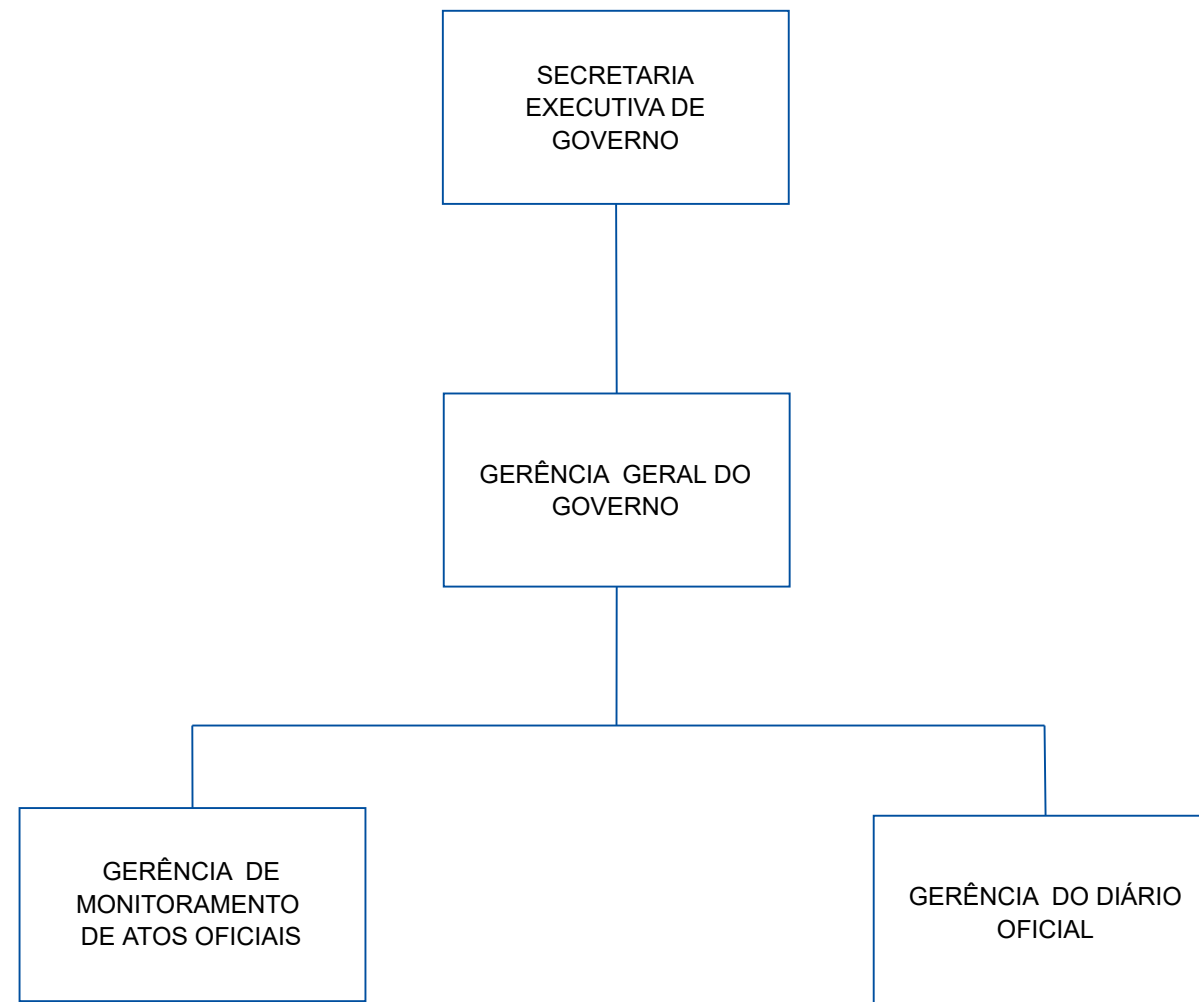 SECRETARIA
EXECUTIVA DE
GOVERNO
GERÊNCIA  GERAL DO
GOVERNO
GERÊNCIA  DE
MONITORAMENTO
DE ATOS OFICIAIS
GERÊNCIA  DO DIÁRIO
OFICIAL